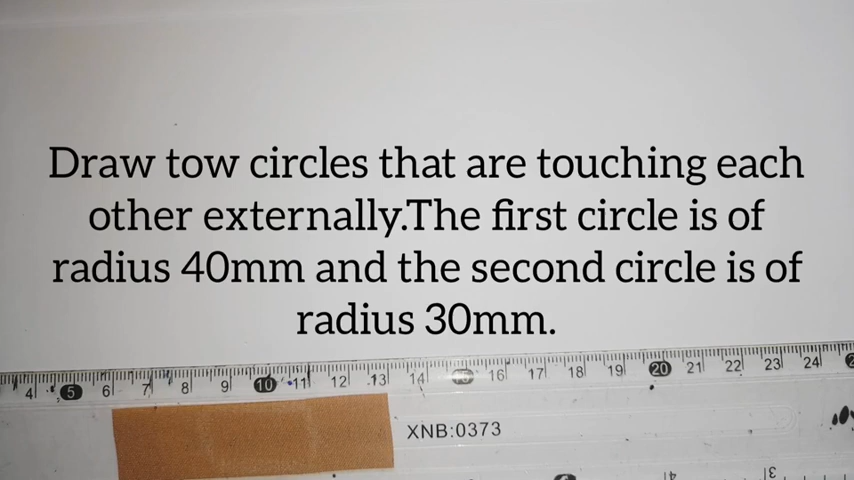 Draw tow circles that are touching each
other externally.The first circle is of
radius 40mm and the second circle is of
radius 30mm.
4 5 6 7 8 9 10 11 12 13 14 15 16 17 18 19 20 21 22 23 24
XNB:0373